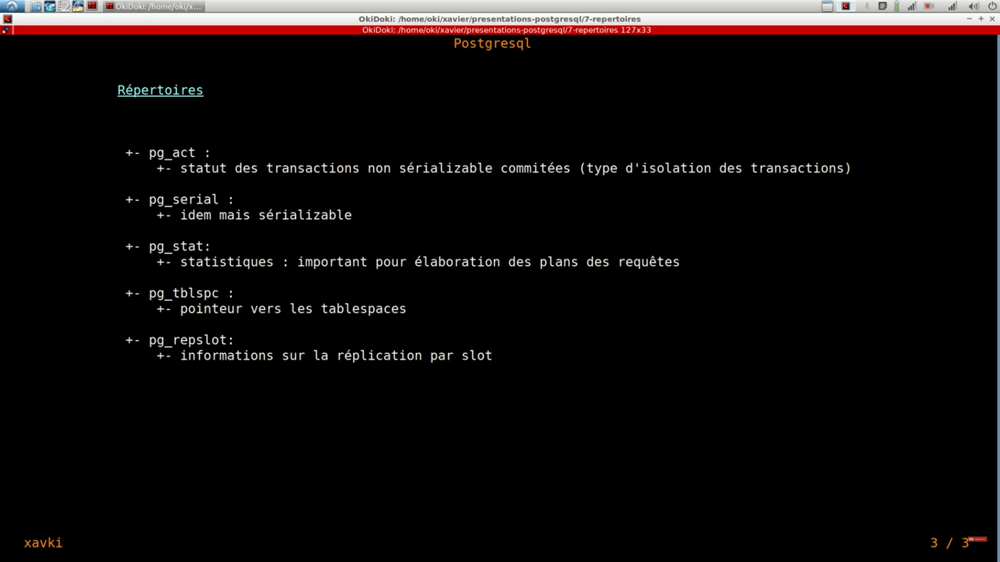 OkiDoki: /home/oki/x...
OkiDoki: /home/oki/xavier/presentations-postgresql/7-repertoires
OkiDoki: /home/oki/xavier/presentations-postgresql/7-repertoires 127x33
Postgresql
Répertoires
+- pg_act :
+- statut des transactions non sérializable commitées (type d'isolation des transactions)
+- pg_serial :
+- idem mais sérializable
+- pg_stat:
+- statistiques : important pour élaboration des plans des requêtes
+- pg_tblspc :
+- pointeur vers les tablespaces
+- pg_repslot:
+- informations sur la réplication par slot
xavki
3 / 3